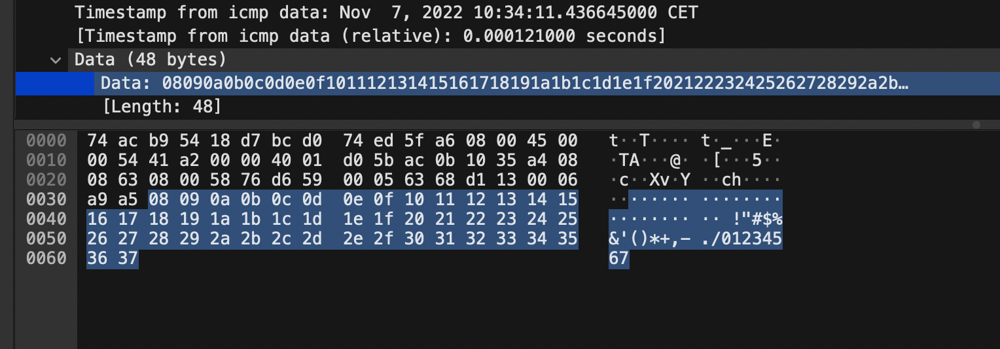 Timestamp from icmp data: Nov  7, 2022 10:34:11.436645000 CET
[Timestamp from icmp data (relative): 0.000121000 seconds]
Data (48 bytes)
Data: 08090a0b0c0d0e0f101112131415161718191a1b1c1d1e1f202122232425262728292a2b…
[Length: 48]
0000  74 ac b9 54 18 d7 bc d0  74 ed 5f a6 08 00 45 00   t··T···· t·_···E·
0010  00 54 41 a2 00 00 40 01  d0 5b ac 0b 10 35 a4 08   ·TA···@· ·[···5··
0020  08 63 08 00 58 76 d6 59  00 05 63 68 d1 13 00 06   ·c··Xv·Y ··ch····
0030  a9 a5 08 09 0a 0b 0c 0d  0e 0f 10 11 12 13 14 15   ········ ········
0040  16 17 18 19 1a 1b 1c 1d  1e 1f 20 21 22 23 24 25   ········ ·· !"#$%
0050  26 27 28 29 2a 2b 2c 2d  2e 2f 30 31 32 33 34 35   &'()*+,- ./012345
0060  36 37   67